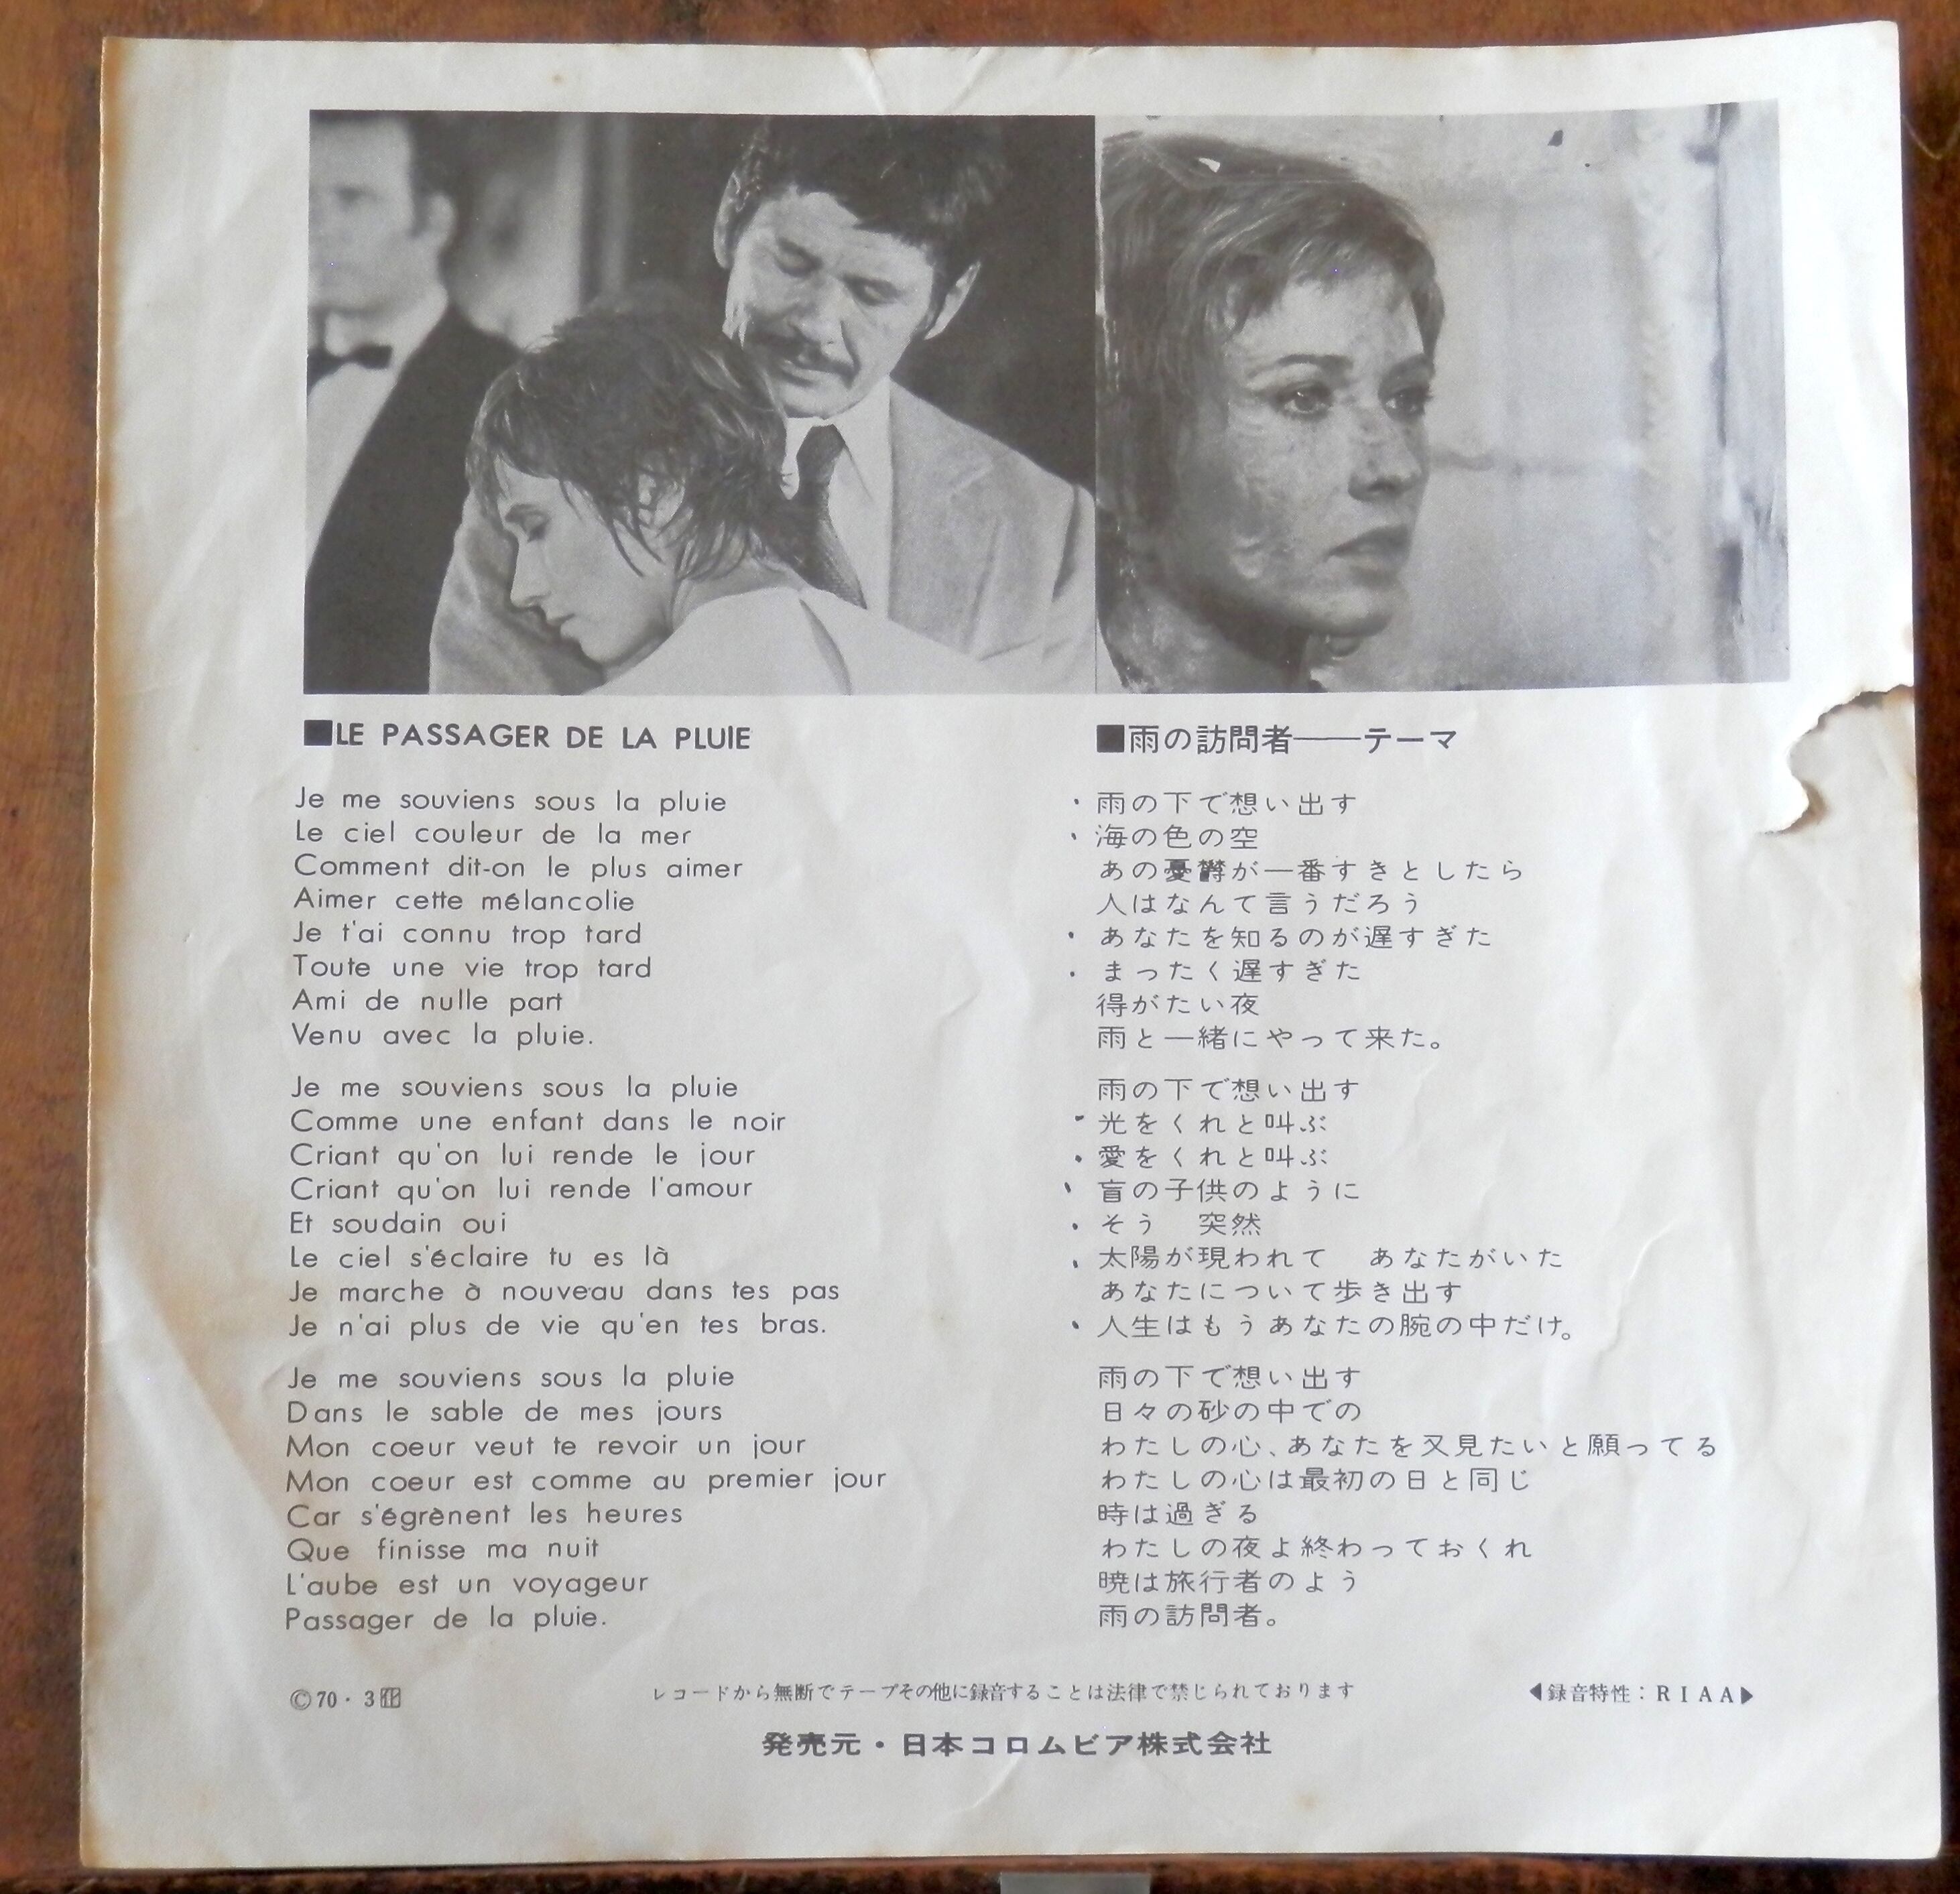 ■LE PASSAGER DE LA PLUIE
Je me souviens sous la pluie
Le ciel couleur de la mer
Comment dit-on le plus aimer
Aimer cette mélancolie
Je t'ai connu trop tard
Toute une vie trop tard
Ami de nulle part
Venu avec la pluie.
Je me souviens sous la pluie
Comme une enfant dans le noir
Criant qu'on lui rende le jour
Criant qu'on lui rende l'amour
Et soudain oui
Le ciel s'éclaire tu es là
Je marche à nouveau dans tes pas
Je n'ai plus de vie qu'en tes bras.
Je me souviens sous la pluie
Dans le sable de mes jours
Mon coeur veut te revoir un jour
Mon coeur est comme au premier jour
Car s'égrènent les heures
Que finisse ma nuit
L'aube est un voyageur
Passager de la pluie.
■雨の訪問者──テーマ
雨の下で想い出す
海の色の空
あの憂欝が一番すきとしたら
人はなんて言うだろう
あなたを知るのが遅すぎた
まったく遅すぎた
得がたい夜
雨と一緒にやって来た。
雨の下で想い出す
光をくれと叫ぶ
愛をくれと叫ぶ
盲の子供のように
そう　突然
太陽が現われて　あなたがいた
あなたについて歩き出す
人生はもうあなたの腕の中だけ。
雨の下で想い出す
日々の砂の中での
わたしの心、あなたを又見たいと願ってる
わたしの心は最初の日と同じ
時は過ぎる
わたしの夜よ終わっておくれ
暁は旅行者のよう
雨の訪問者。
©70・3
レコードから無断でテープその他に録音することは法律で禁じられております
◀録音特性：RIAA▶
発売元・日本コロムビア株式会社